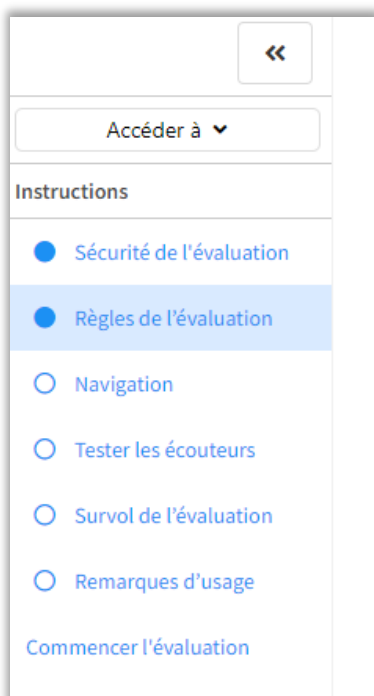 Accéder à
Instructions
Sécurité de l'évaluation
Règles de l’évaluation
Navigation
Tester les écouteurs
Survol de l’évaluation
Remarques d’usage
Commencer l'évaluation